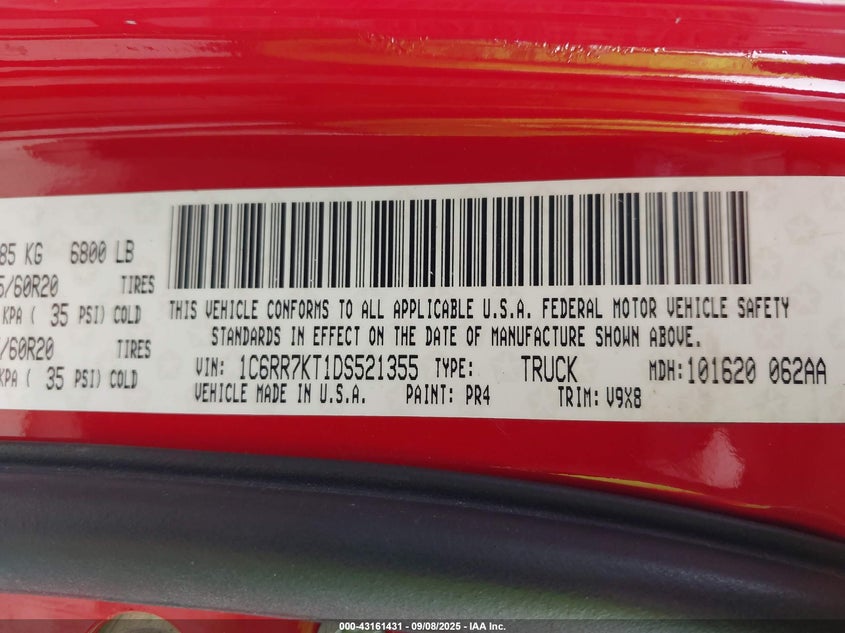 85 KG 6800 LB
/60R20 TIRES
KPA ( 35 PSI) COLD
/60R20 TIRES
KPA ( 35 PSI) COLD
THIS VEHICLE CONFORMS TO ALL APPLICABLE U.S.A. FEDERAL MOTOR VEHICLE SAFETY
STANDARDS IN EFFECT ON THE DATE OF MANUFACTURE SHOWN ABOVE.
VIN: 1C6RR7KT1DS521355 TYPE: TRUCK MDH: 101620 062AA
VEHICLE MADE IN U.S.A. PAINT: PR4 TRIM: V9X8
000-43161431 - 09/08/2025 - IAA Inc.